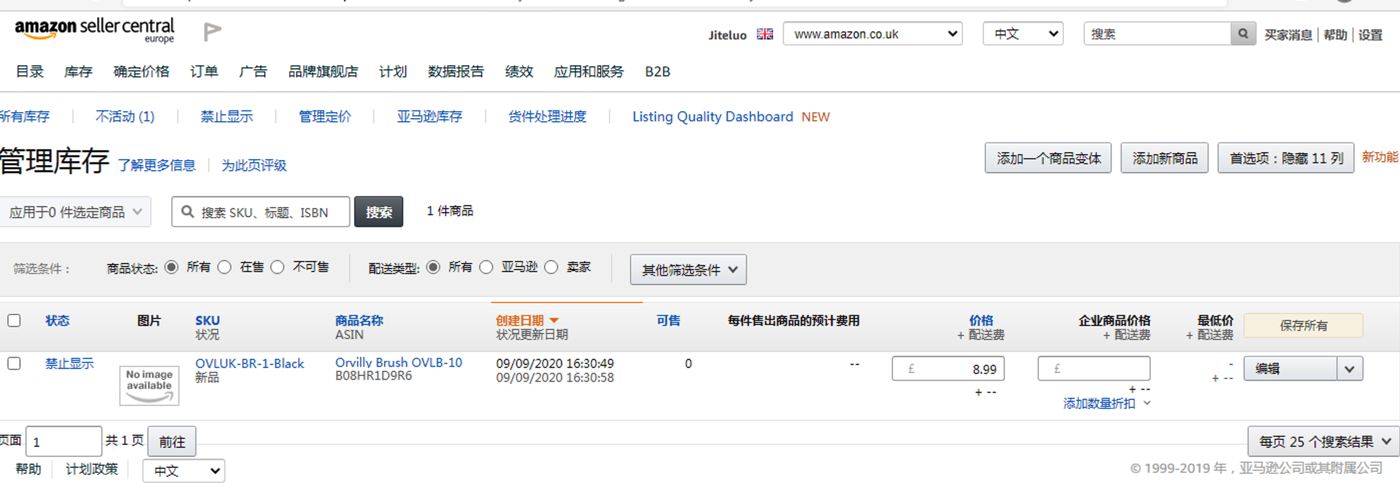 amazon seller central
europe
Jiteluo www.amazon.co.uk 中文 搜索 买家消息 | 帮助 | 设置
目录 库存 确定价格 订单 广告 品牌旗舰店 计划 数据报告 绩效 应用和服务 B2B
所有库存 不活动 (1) 禁止显示 管理定价 亚马逊库存 货件处理进度 Listing Quality Dashboard NEW
管理库存 了解更多信息 为此页评级 添加一个商品变体 添加新商品 首选项：隐藏 11 列 新功能
应用于0 件选定商品 搜索 SKU、标题、ISBN 搜索 1 件商品
筛选条件： 商品状态: 所有 在售 不可售 配送类型: 所有 亚马逊 卖家 其他筛选条件
状态 图片 SKU 商品名称 创建日期 可售 每件售出商品的预计费用 价格 企业商品价格 最低价 保存所有
状况 ASIN 状况更新日期 + 配送费 + 配送费 + 配送费
禁止显示 No image available OVLUK-BR-1-Black Orvilly Brush OVLB-10 09/09/2020 16:30:49 0 -- £ 8.99 £ - 编辑
新品 B08HR1D9R6 09/09/2020 16:30:58 + -- + -- + --
添加数量折扣
页面 1 共 1 页 前往 每页 25 个搜索结果
帮助 计划政策 中文 © 1999-2019 年，亚马逊公司或其附属公司